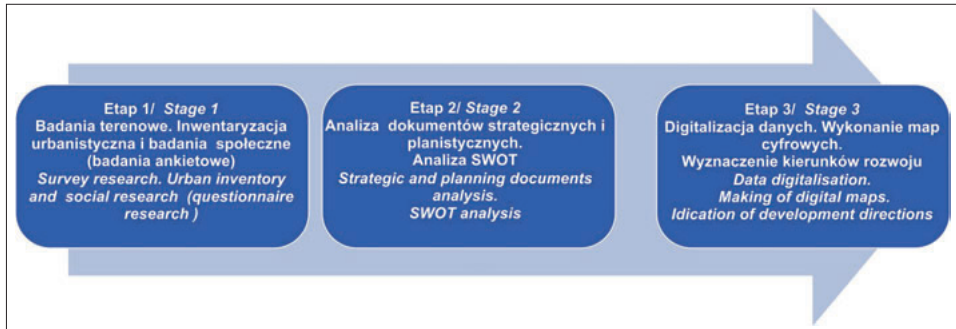 Etap 1/ Stage 1
Badania terenowe. Inwentaryzacja
urbanistyczna i badania społeczne
(badania ankietowe)
Survey research. Urban inventory
and social research (questionnaire
research )
Etap 2/ Stage 2
Analiza dokumentów strategicznych i
planistycznych.
Analiza SWOT
Strategic and planning documents
analysis.
SWOT analysis
Etap 3/ Stage 3
Digitalizacja danych. Wykonanie map
cyfrowych.
Wyznaczenie kierunków rozwoju
Data digitalisation.
Making of digital maps.
Idication of development directions